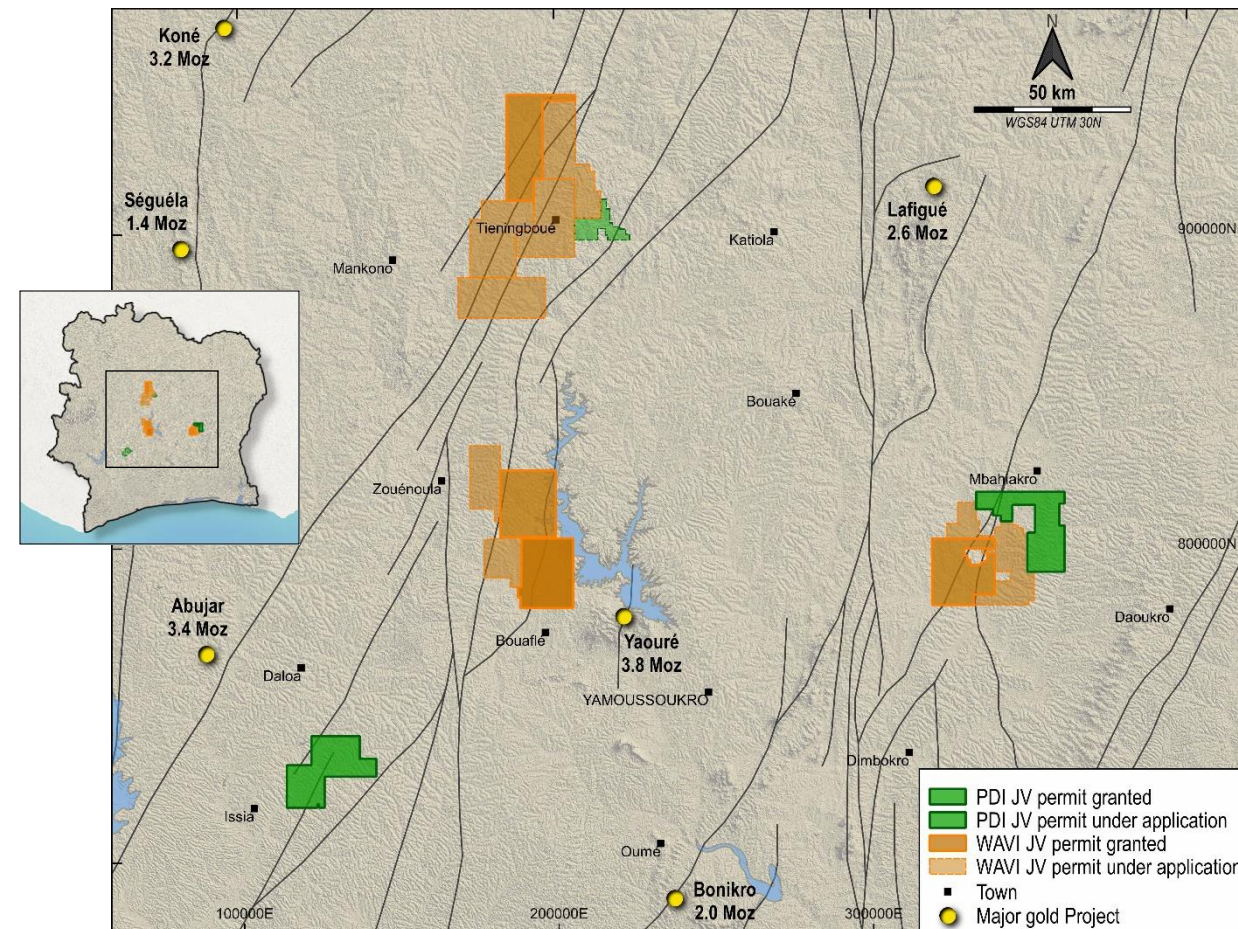 Koné
3.2 Moz
N
50 km
WGS84 UTM 30N
Séguéla
1.4 Moz
Lafigué
2.6 Moz
Tieningboué
Katiola
900000N
Mankono
Bouaké
Zouénoula
Mbahiakro
800000N
Abujar
3.4 Moz
Bouaflé
Yaouré
3.8 Moz
Daoukro
Daloa
YAMOUSSOUKRO
Dimbokro
Issia
Oumé
Bonikro
2.0 Moz
100000E
200000E
300000E
PDI JV permit granted
PDI JV permit under application
WAVI JV permit granted
WAVI JV permit under application
Town
Major gold Project